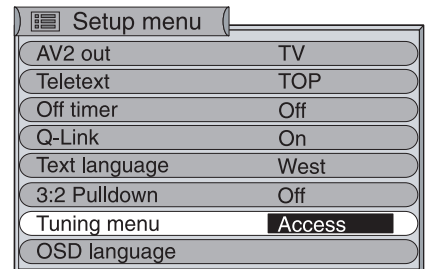 Setup menu
AV2 out TV
Teletext TOP
Off timer Off
Q-Link On
Text language West
3:2 Pulldown Off
Tuning menu Access
OSD language